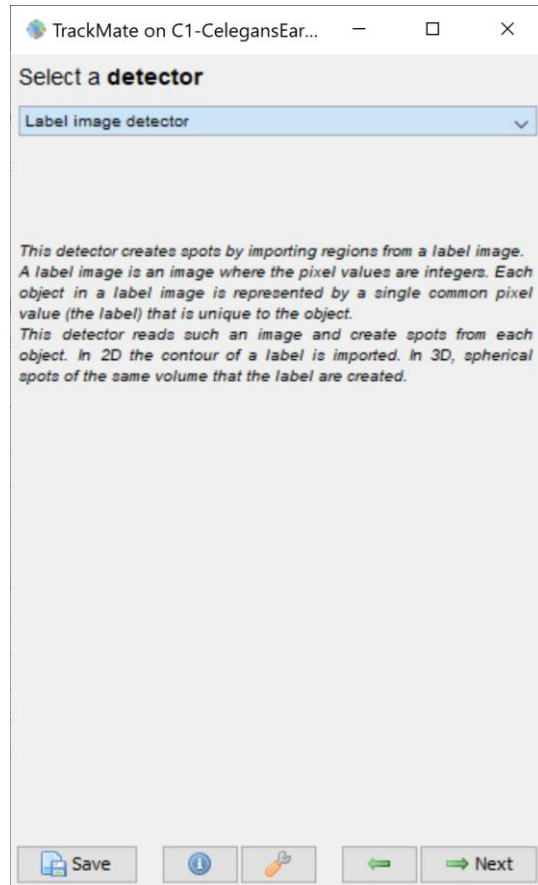 TrackMate on C1-CelegansEar...
Select a detector
Label image detector
This detector creates spots by importing regions from a label image.
A label image is an image where the pixel values are integers. Each
object in a label image is represented by a single common pixel
value (the label) that is unique to the object.
This detector reads such an image and create spots from each
object. In 2D the contour of a label is imported. In 3D, spherical
spots of the same volume that the label are created.
Save
Next